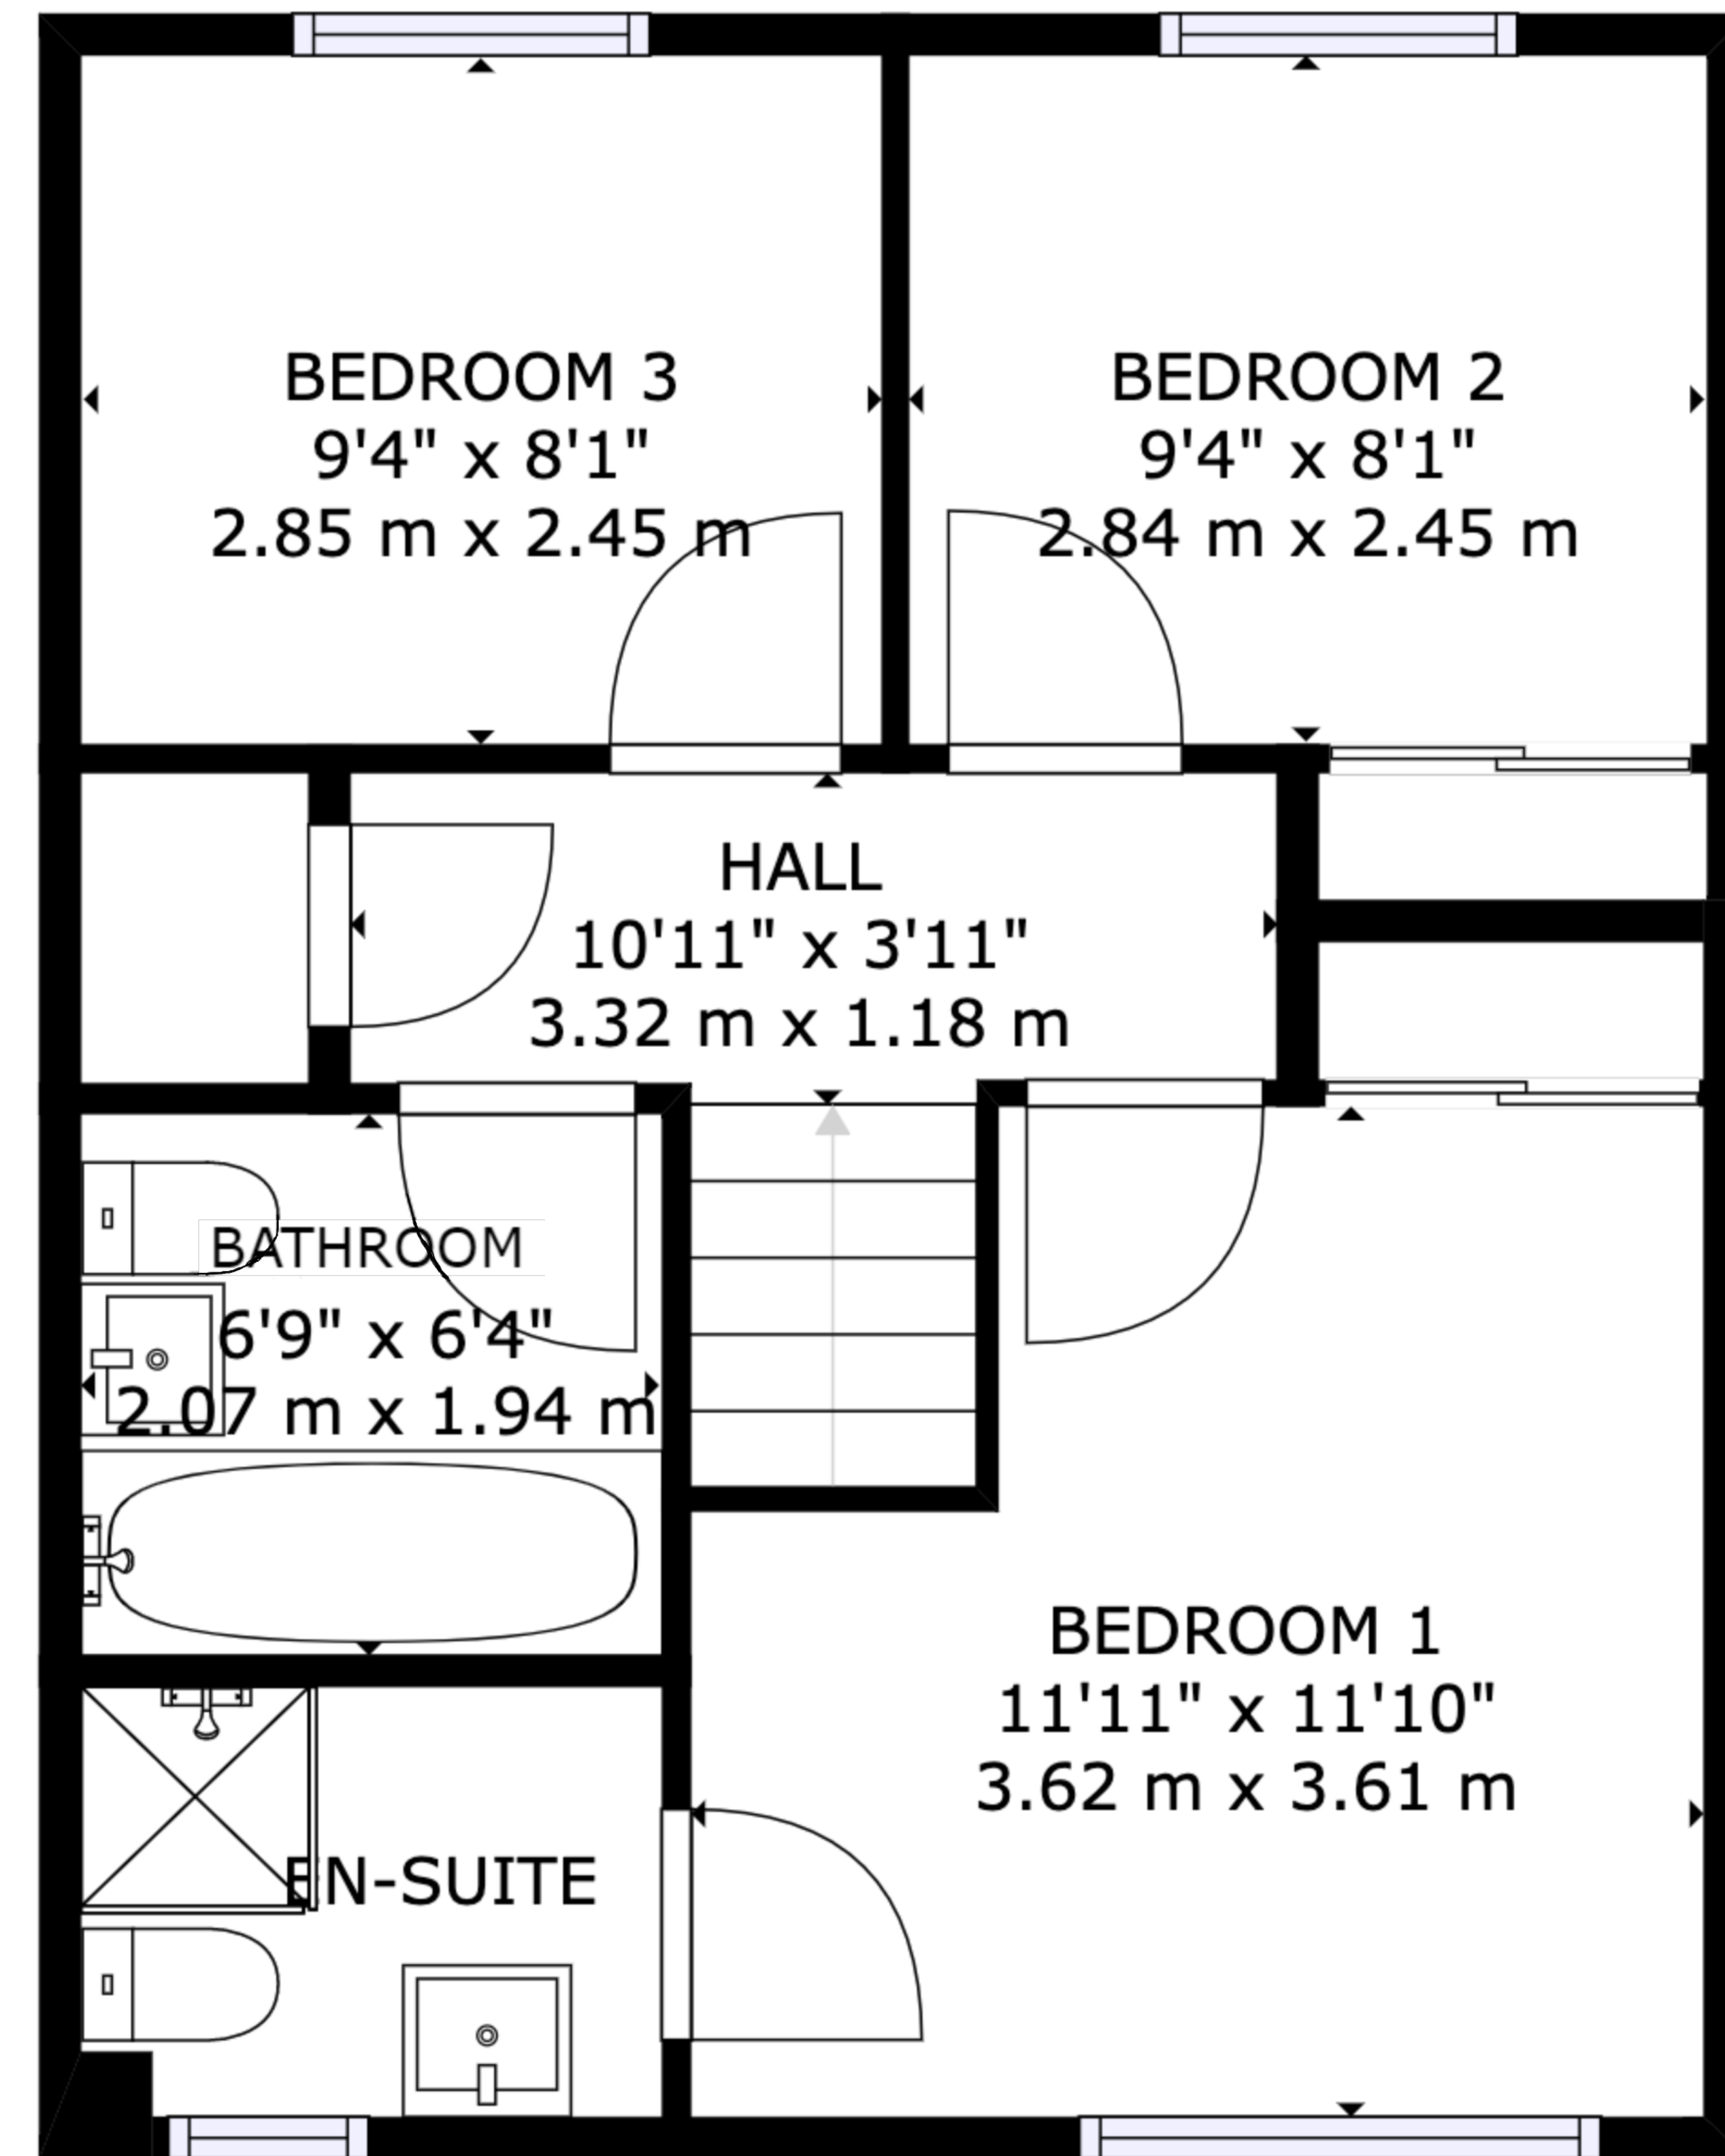 BEDROOM 3
9'4" x 8'1"
2.85 m x 2.45 m
BEDROOM 2
9'4" x 8'1"
2.84 m x 2.45 m
HALL
10'11" x 3'11"
3.32 m x 1.18 m
BATHROOM
6'9" x 6'4"
2.07 m x 1.94 m
BEDROOM 1
11'11" x 11'10"
3.62 m x 3.61 m
EN-SUITE